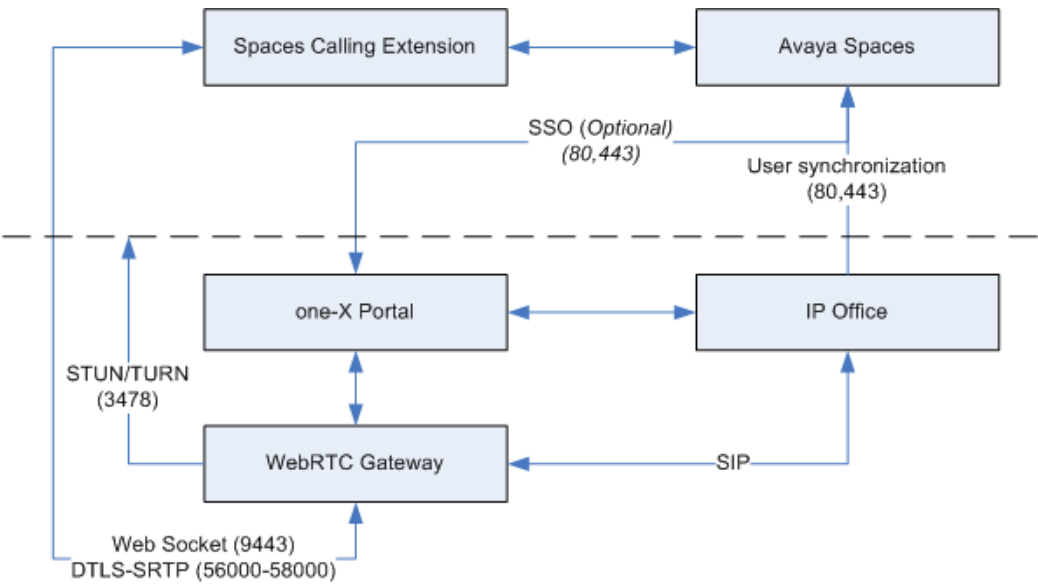 Spaces Calling Extension
Avaya Spaces
SSO (Optional)
(80,443)
User synchronization
(80,443)
one-X Portal
IP Office
STUN/TURN
(3478)
WebRTC Gateway
SIP
Web Socket (9443)
DTLS-SRTP (56000-58000)